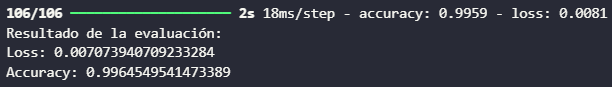 106/106 ━━━━━━━━━━━━━━━━━━━━ 2s 18ms/step - accuracy: 0.9959 - loss: 0.0081
Resultado de la evaluación:
Loss: 0.007073940709233284
Accuracy: 0.9964549541473389